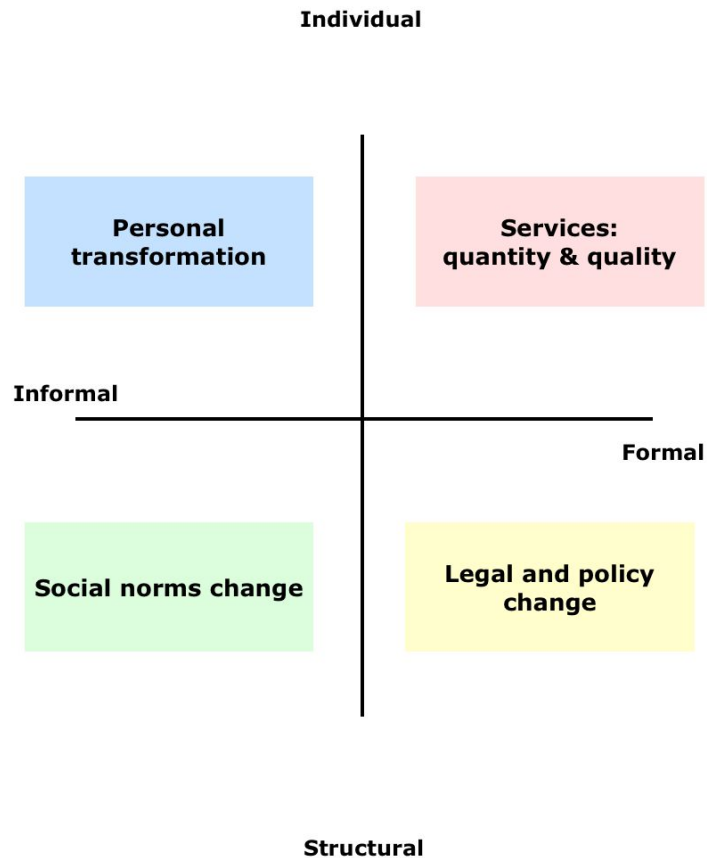 Individual
Personal
transformation
Services:
quantity & quality
Informal
Formal
Social norms change
Legal and policy
change
Structural